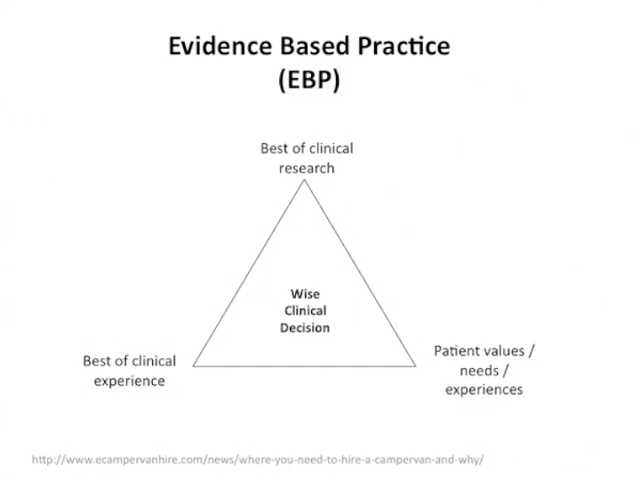 Evidence Based Practice
(EBP)
Best of clinical
research
Wise
Clinical
Decision
Best of clinical
experience
Patient values /
needs /
experiences
http://www.ecampervanhire.com/news/where-you-need-to-hire-a-campervan-and-why/